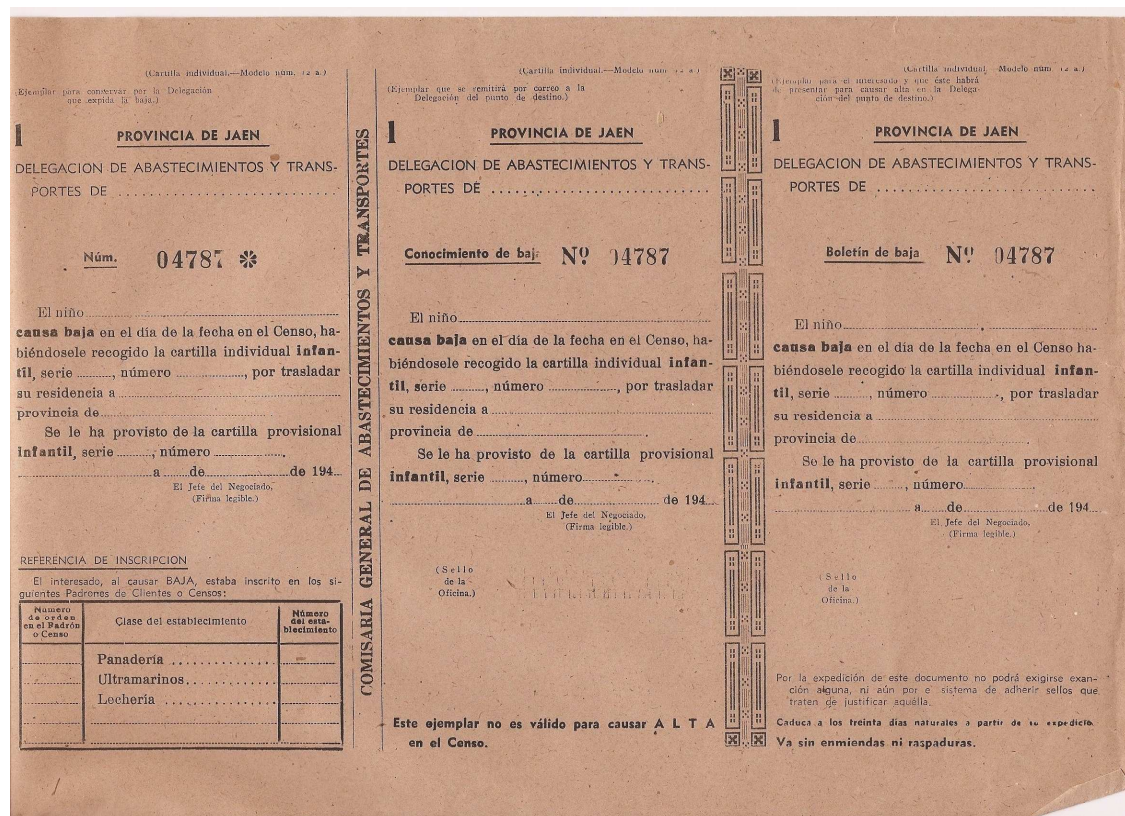 (Cartilla individual.—Modelo núm. 12 a.)
(Ejemplar para conservar por la Delegación
que expida la baja.)
1
PROVINCIA DE JAEN
DELEGACION DE ABASTECIMIENTOS Y TRANS-
PORTES DE ..............................
Núm. 04787 ✻
El niño..............................
causa baja en el día de la fecha en el Censo, ha-
biéndosele recogido la cartilla individual infan-
til, serie ........., número ................, por trasladar
su residencia a ..............................
provincia de..............................
Se le ha provisto de la cartilla provisional
infantil, serie ........., número ................
..............................a ......de..................de 194...
El Jefe del Negociado,
(Firma legible.)
REFERENCIA DE INSCRIPCION
El interesado, al causar BAJA, estaba inscrito en los si-
guientes Padrones de Clientes o Censos:
Número
de orden
en el Padrón
o Censo
Clase del establecimiento
Número
del esta-
blecimiento
Panadería ..................
Ultramarinos..................
Lechería ..................
COMISARIA GENERAL DE ABASTECIMIENTOS Y TRANSPORTES
(Cartilla individual.—Modelo núm. 12 a.)
(Ejemplar que se remitirá por correo a la
Delegación del punto de destino.)
1
PROVINCIA DE JAEN
DELEGACION DE ABASTECIMIENTOS Y TRANS-
PORTES DE ..............................
Conocimiento de baja Nº 04787
El niño..............................
causa baja en el día de la fecha en el Censo, ha-
biéndosele recogido la cartilla individual infan-
til, serie ........., número ................, por trasladar
su residencia a ..............................
provincia de ..............................
Se le ha provisto de la cartilla provisional
infantil, serie ........., número................
..............................a......de.................. de 194...
El Jefe del Negociado,
(Firma legible.)
(Sello
de la
Oficina.)
Este ejemplar no es válido para causar A L T A
en el Censo.
(Cartilla individual. Modelo núm. 12 a.)
(Ejemplar para el interesado y que éste habrá
de presentar para causar alta en la Delega-
ción del punto de destino.)
1
PROVINCIA DE JAEN
DELEGACION DE ABASTECIMIENTOS Y TRANS-
PORTES DE ..............................
Boletín de baja Nº 04787
El niño..............................
causa baja en el día de la fecha en el Censo ha-
biéndosele recogido la cartilla individual infan-
til, serie ........., número ................, por trasladar
su residencia a ..............................
provincia de..............................
Se le ha provisto de la cartilla provisional
infantil, serie ........., número................
..............................a......de..................de 194...
El Jefe del Negociado,
(Firma legible.)
(Sello
de la
Oficina.)
Por la expedición de este documento no podrá exigirse exan-
ción alguna, ni aún por e sistema de adherir sellos que
traten de justificar aquélla.
Caduca a los treinta días naturales a partir de su expedició.
Va sin enmiendas ni raspaduras.